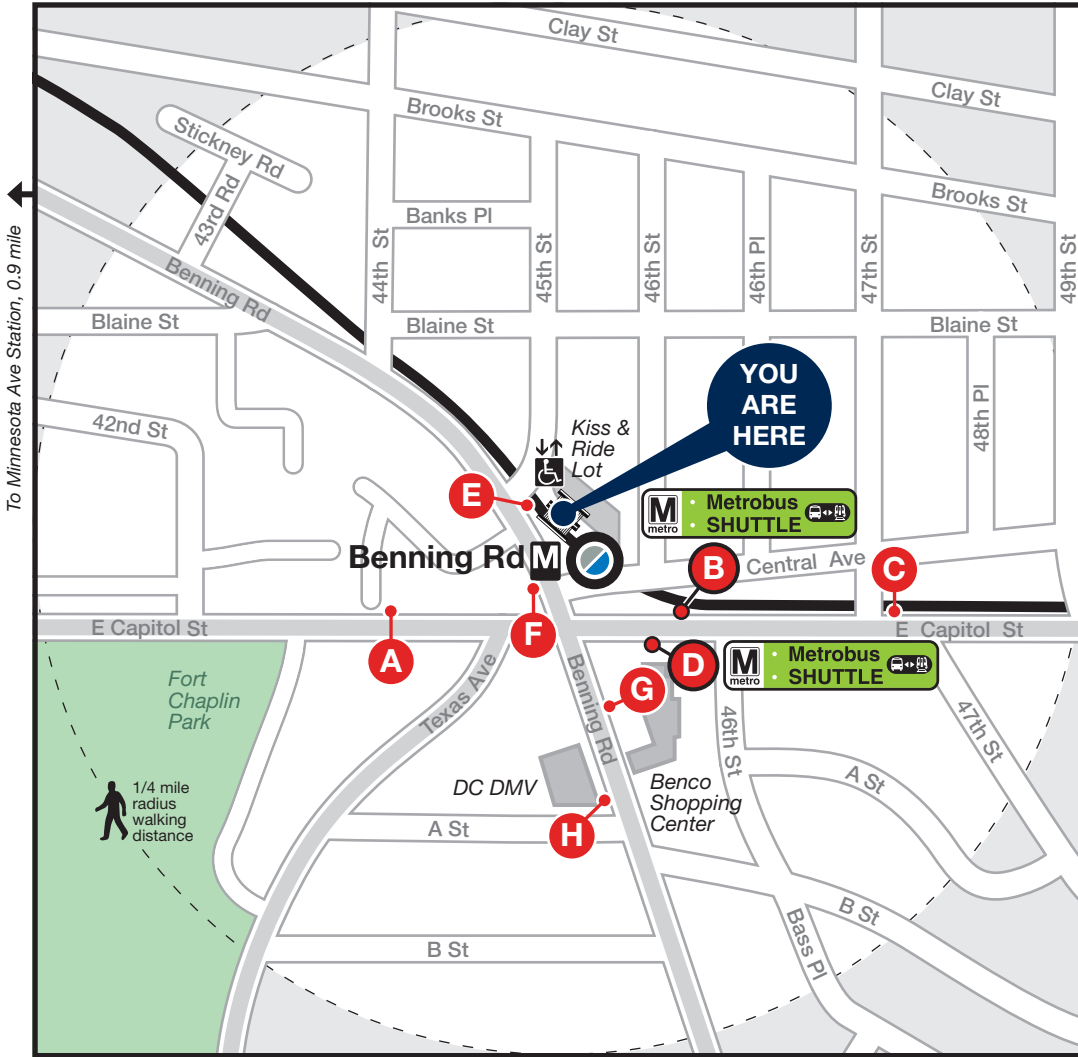 Clay St
Clay St
Brooks St
Brooks St
Stickney Rd
43rd Rd
Banks Pl
44th St
45th St
46th St
46th Pl
47th St
49th St
To Minnesota Ave Station, 0.9 mile
Benning Rd
Blaine St
Blaine St
Blaine St
YOU
ARE
HERE
48th Pl
42nd St
Kiss &
Ride
Lot
E
M
metro
· Metrobus
· SHUTTLE
Benning Rd
M
Central Ave
B
C
E Capitol St
E Capitol St
A
F
D
M
metro
· Metrobus
· SHUTTLE
Fort
Chaplin
Park
Texas Ave
Benning Rd
G
46th St
47th St
A St
1/4 mile
radius
walking
distance
DC DMV
Benco
Shopping
Center
A St
H
B St
B St
Bass Pl